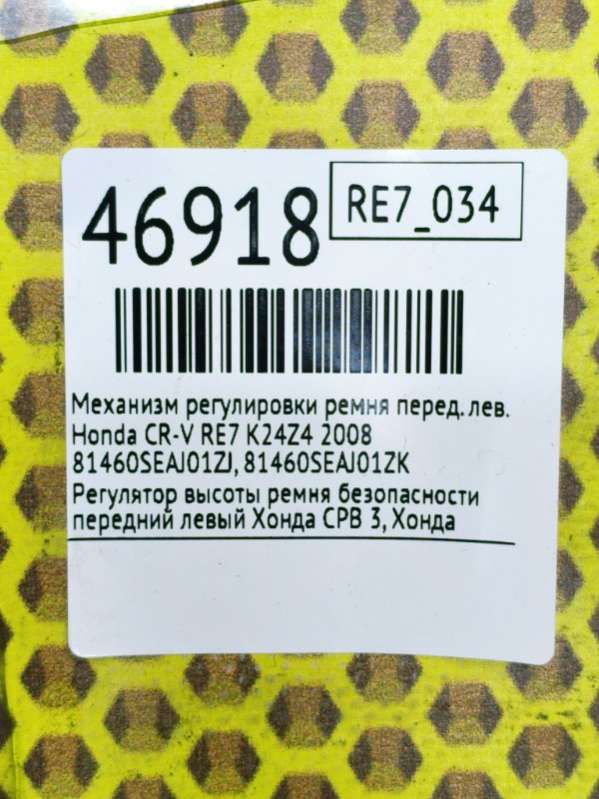 46918
RE7_034
Механизм регулировки ремня перед. лев.
Honda CR-V RE7 K24Z4 2008
81460SEAJ01ZJ, 81460SEAJ01ZK
Регулятор высоты ремня безопасности
передний левый Хонда СРВ 3, Хонда